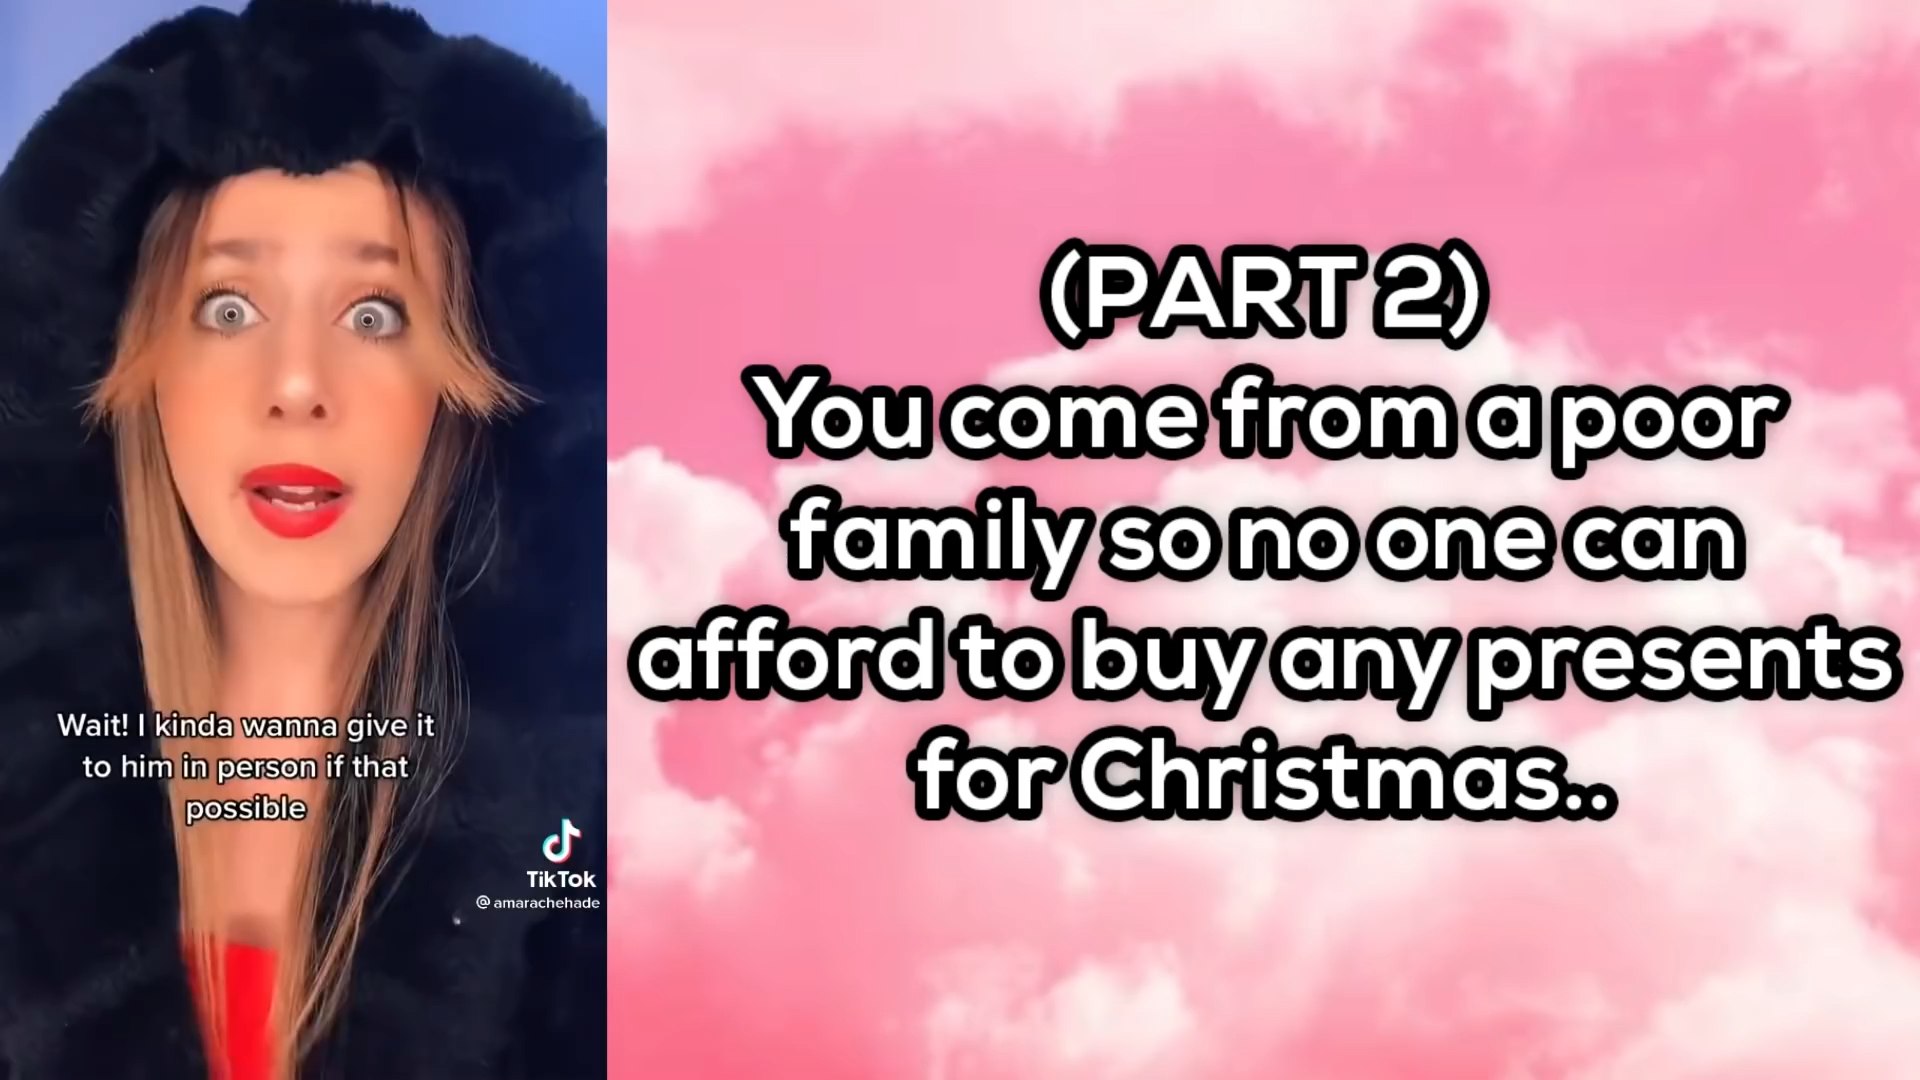 Wait! I kinda wanna give it
to him in person if that
possible
TikTok
@amarachehade
(PART 2)
You come from a poor
family so no one can
afford to buy any presents
for Christmas..